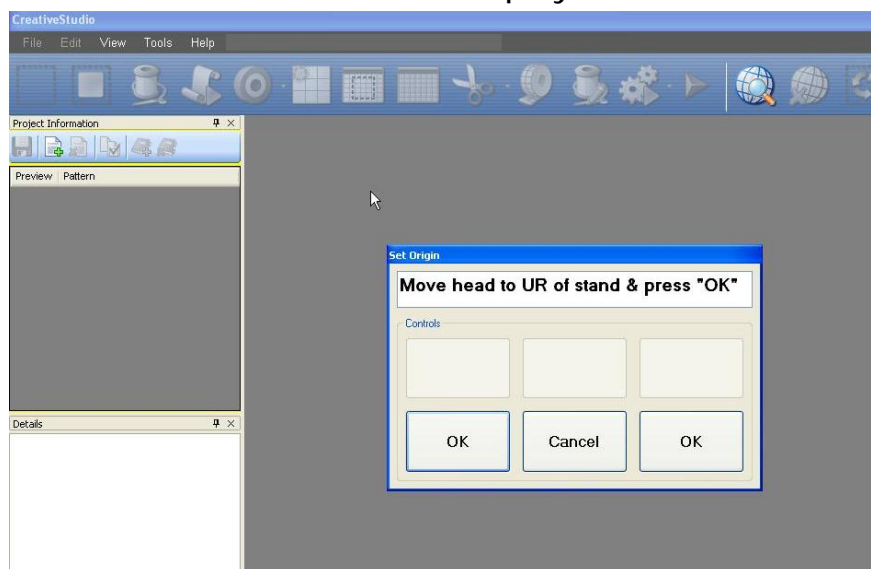 CreativeStudio
File Edit View Tools Help
Project Information
Preview Pattern
Set Origin
Move head to UR of stand & press "OK"
Controls
OK Cancel OK
Details